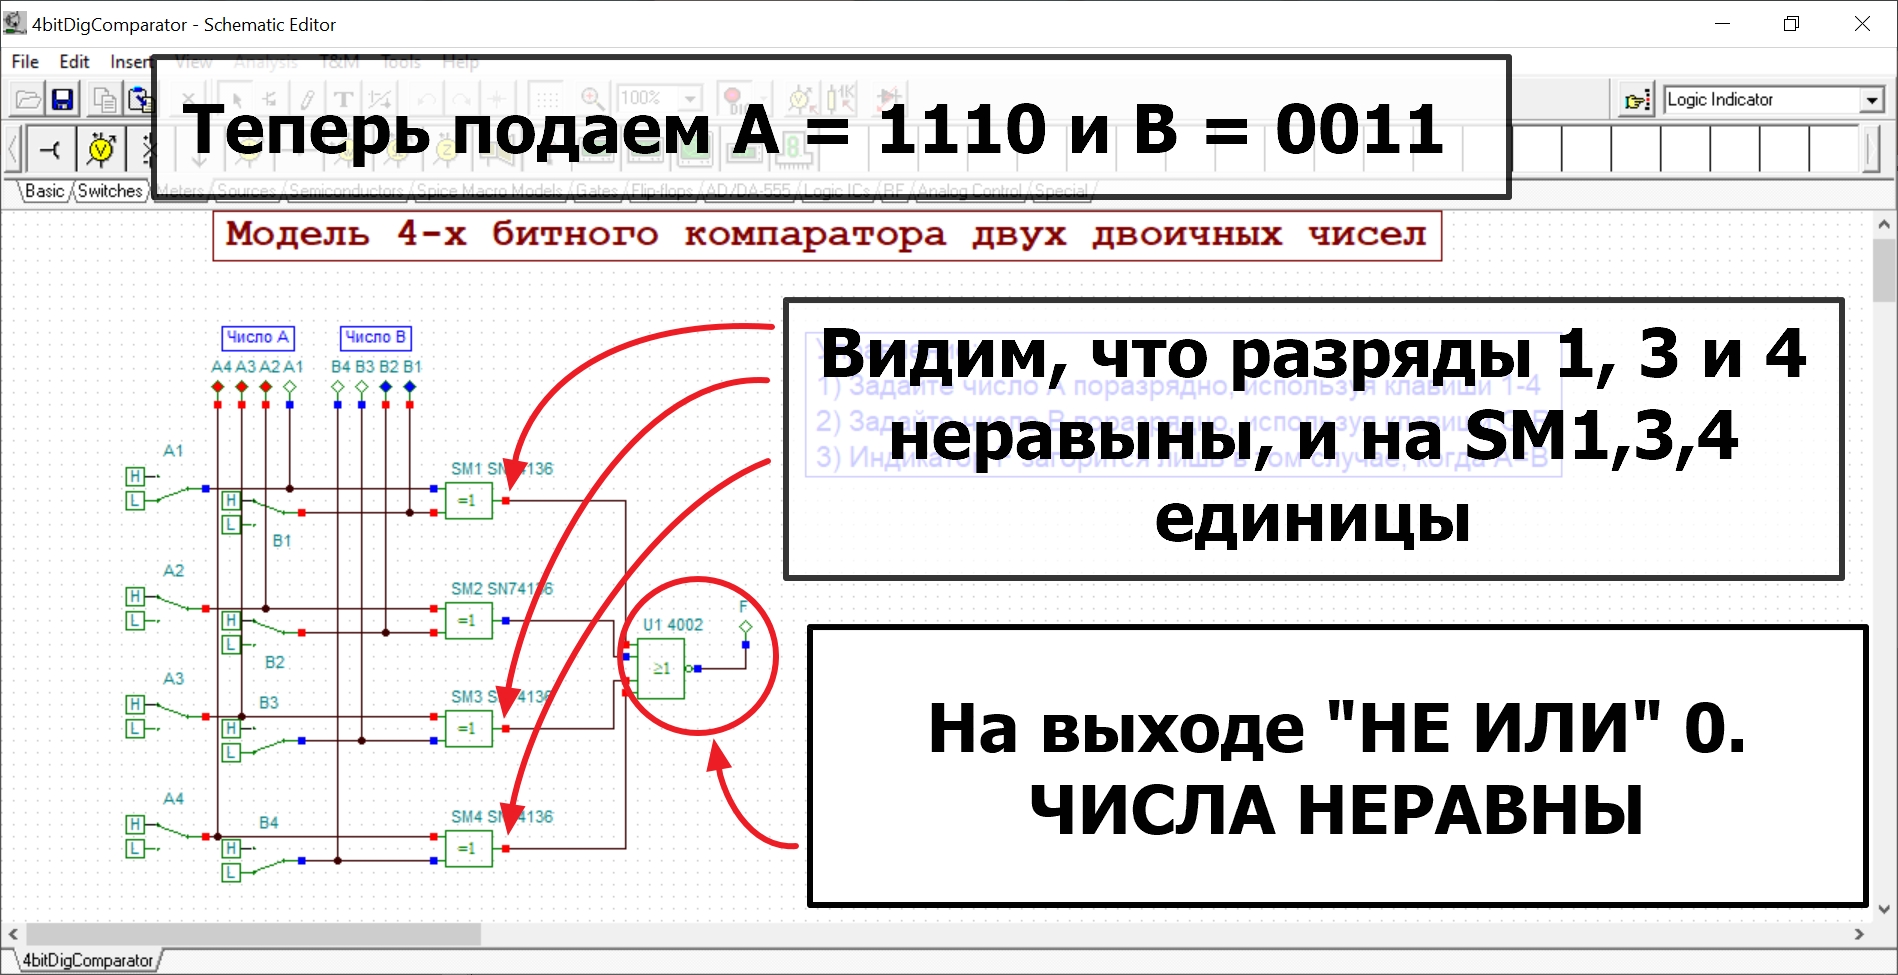 4bitDigComparator - Schematic Editor
File Edit Insert View Analysis T&M Tools Help
100%
Logic Indicator
Теперь подаем A = 1110 и B = 0011
Basic Switches Meters Sources Semiconductors Spice Macro Models Gates Flip-flops AD/DA-555 Logic ICs RF Analog Control Special
Модель 4-х битного компаратора двух двоичных чисел
Число A Число B
A4 A3 A2 A1 B4 B3 B2 B1
Видим, что разряды 1, 3 и 4
неравыны, и на SM1,3,4
единицы
1) Задайте число A поразрядно, используя клавиши 1-4
2) Задайте число B поразрядно, используя клавиши
3) Индикатор F загорится лишь в том случае, когда A=B
A1
H
L
H
L
B1
SM1 SN74136
=1
A2
H
L
H
L
B2
SM2 SN74136
=1
F
U1 4002
≥1
A3
H
L
B3
H
L
SM3 SN74136
=1
A4
H
L
B4
H
L
SM4 SN74136
=1
На выходе "НЕ ИЛИ" 0.
ЧИСЛА НЕРАВНЫ
4bitDigComparator